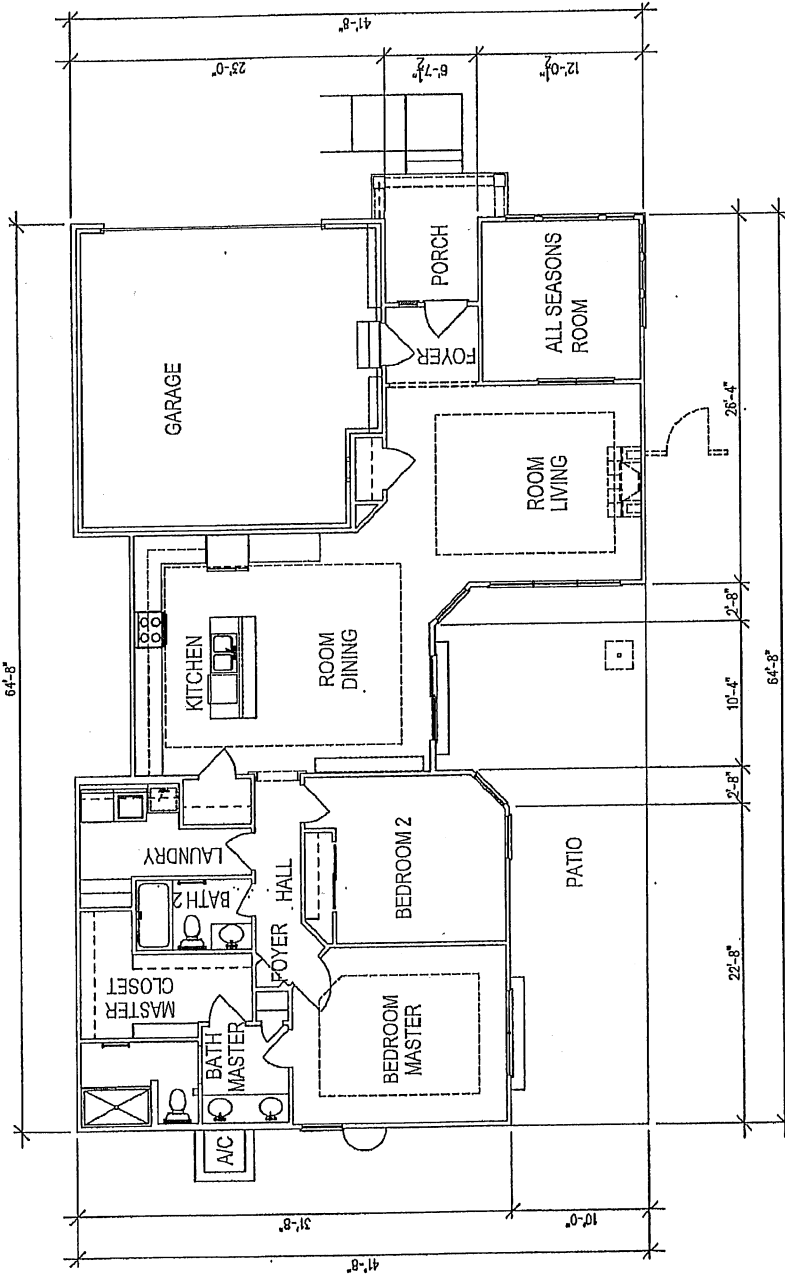 64'-8"
41'-8"
23'-0"
6'-7½"
12'-0½"
GARAGE
PORCH
FOYER
ALL SEASONS
ROOM
ROOM
LIVING
KITCHEN
ROOM
DINING
LAUNDRY
BATH 2
HALL
FOYER
BEDROOM 2
MASTER
CLOSET
BATH
MASTER
BEDROOM
MASTER
A/C
PATIO
26'-4"
2'-8"
10'-4"
2'-8"
22'-8"
64'-8"
31'-8"
10'-0"
41'-8"